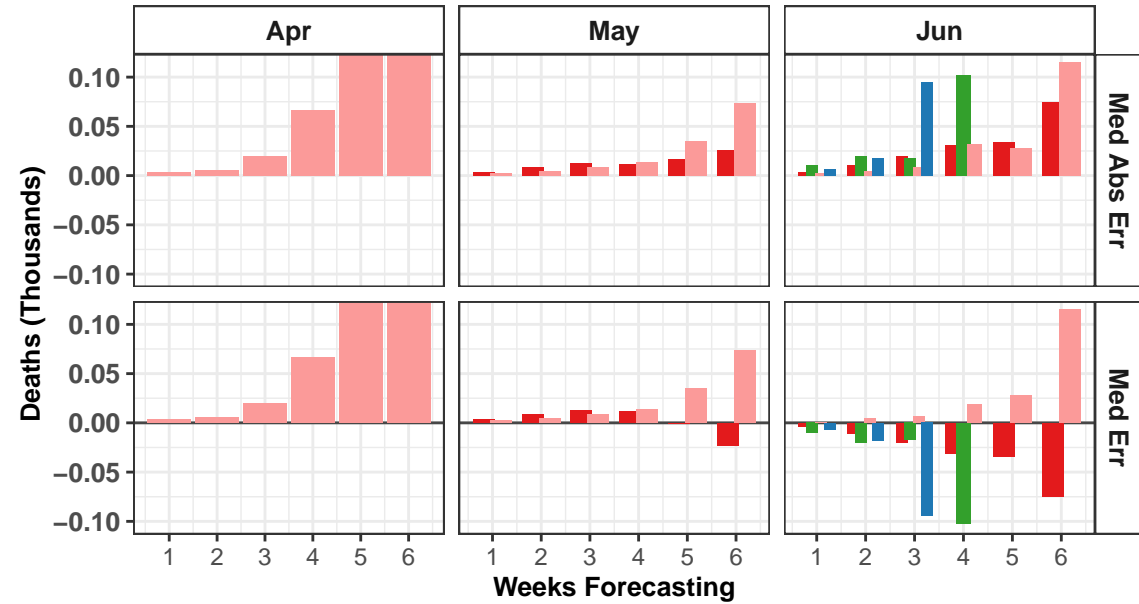 Apr May Jun
Deaths (Thousands)
0.10
0.05
0.00
−0.05
−0.10
Med Abs Err
0.10
0.05
0.00
−0.05
−0.10
Med Err
1 2 3 4 5 6 1 2 3 4 5 6 1 2 3 4 5 6
Weeks Forecasting